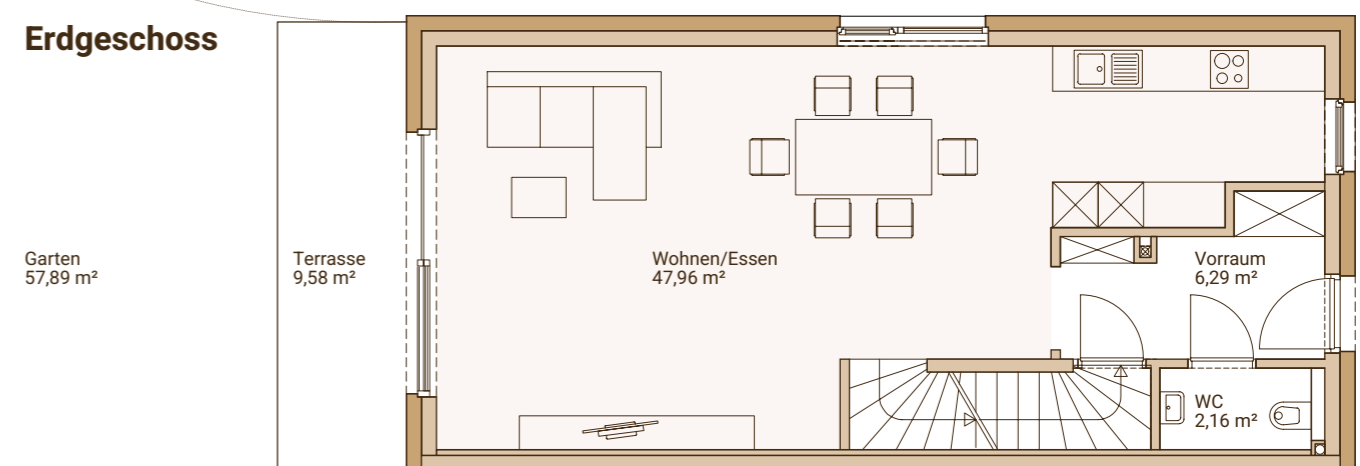 Erdgeschoss
Garten
57,89 m²
Terrasse
9,58 m²
Wohnen/Essen
47,96 m²
Vorraum
6,29 m²
WC
2,16 m²